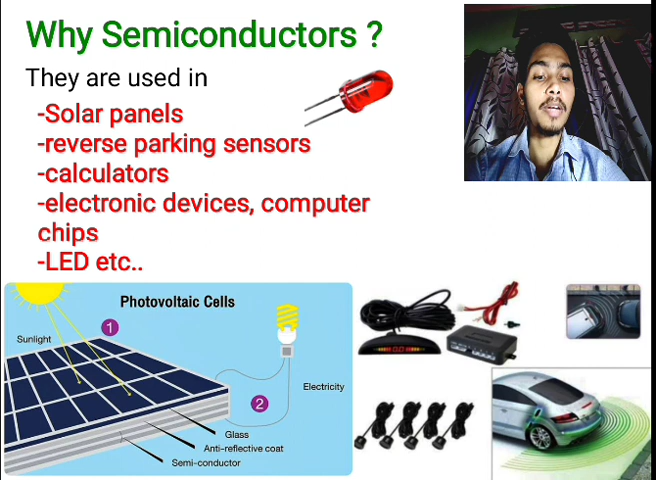 Why Semiconductors ?
They are used in
-Solar panels
-reverse parking sensors
-calculators
-electronic devices, computer
chips
-LED etc..
Photovoltaic Cells
1
Sunlight
Electricity
2
Glass
Anti-reflective coat
Semi-conductor